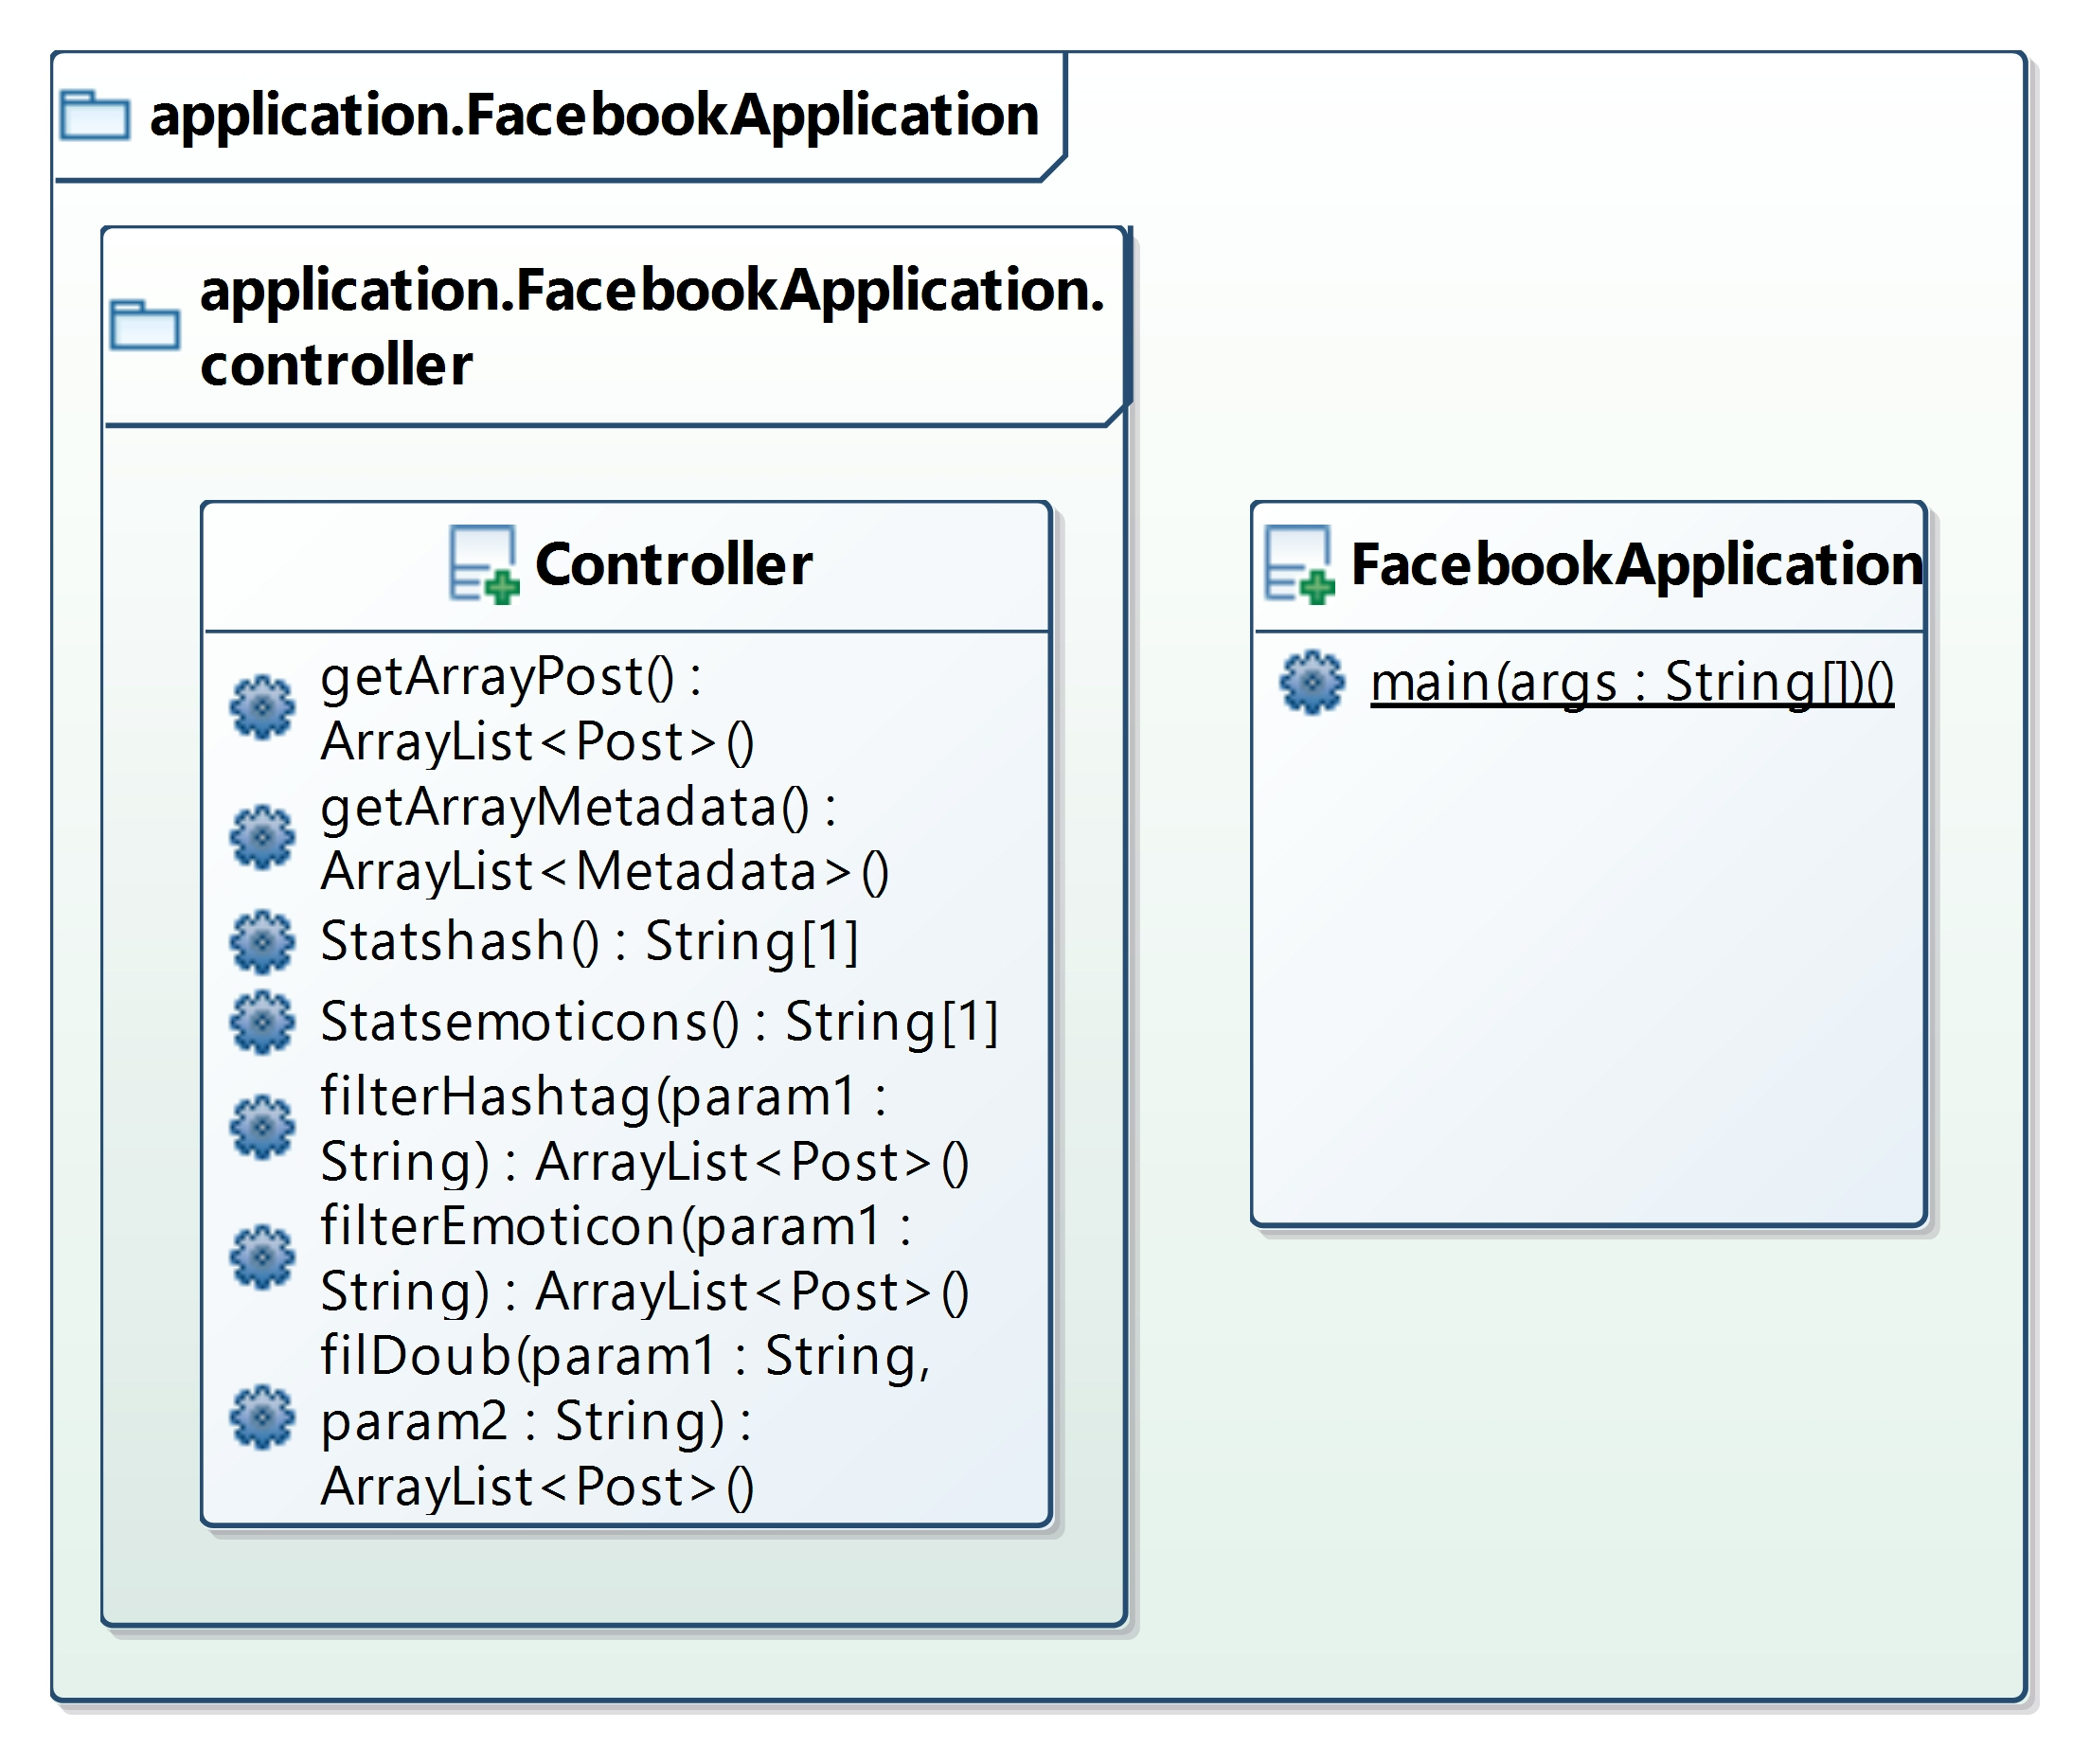 application.FacebookApplication
application.FacebookApplication.
controller
Controller
getArrayPost() :
ArrayList<Post>()
getArrayMetadata() :
ArrayList<Metadata>()
Statshash() : String[1]
Statsemoticons() : String[1]
filterHashtag(param1 :
String) : ArrayList<Post>()
filterEmoticon(param1 :
String) : ArrayList<Post>()
filDoub(param1 : String,
param2 : String) :
ArrayList<Post>()
FacebookApplication
main(args : String[])()